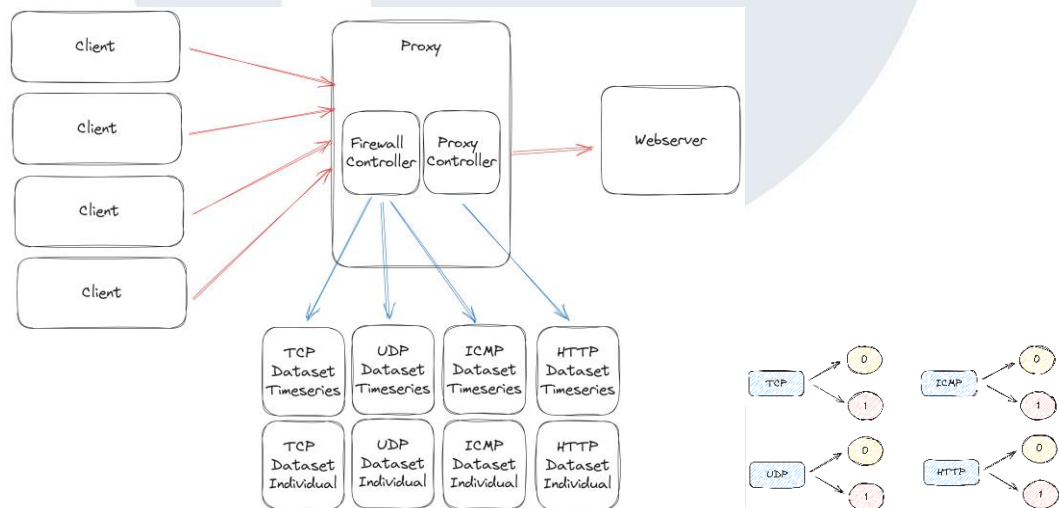 Client
Client
Client
Client
Proxy
Firewall
Controller
Proxy
Controller
Webserver
TCP
Dataset
Timeseries
UDP
Dataset
Timeseries
ICMP
Dataset
Timeseries
HTTP
Dataset
Timeseries
TCP
Dataset
Individual
UDP
Dataset
Individual
ICMP
Dataset
Individual
HTTP
Dataset
Individual
TCP
0
1
ICMP
0
1
UDP
0
1
HTTP
0
1